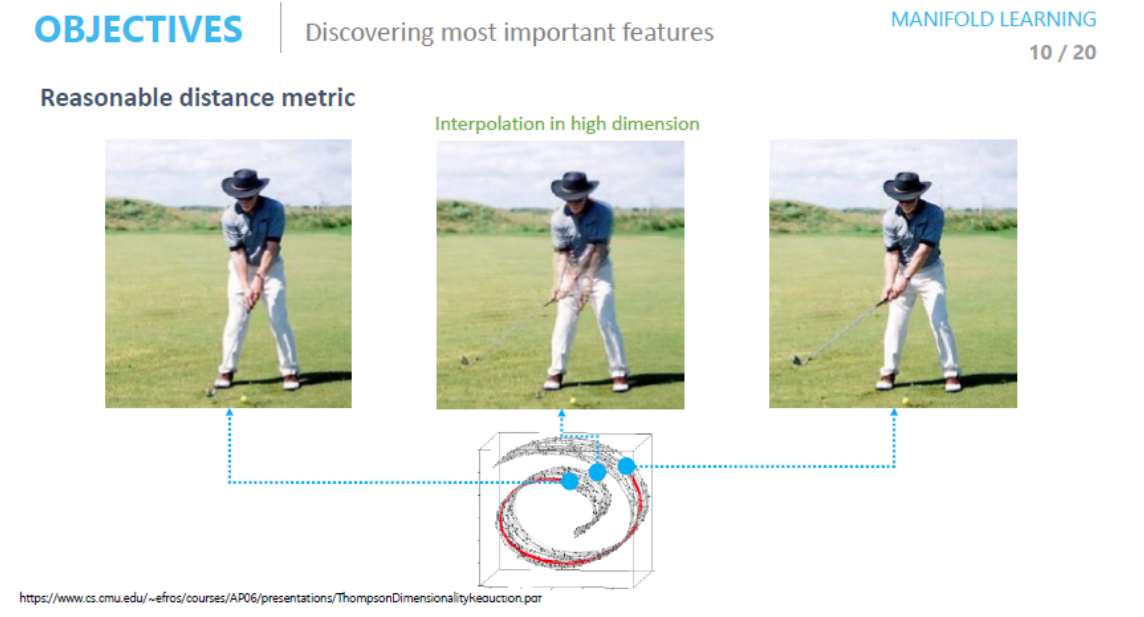 OBJECTIVES
Discovering most important features
MANIFOLD LEARNING
10 / 20
Reasonable distance metric
Interpolation in high dimension
https://www.cs.cmu.edu/~efros/courses/AP06/presentations/ThompsonDimensionalityReduction.pdf